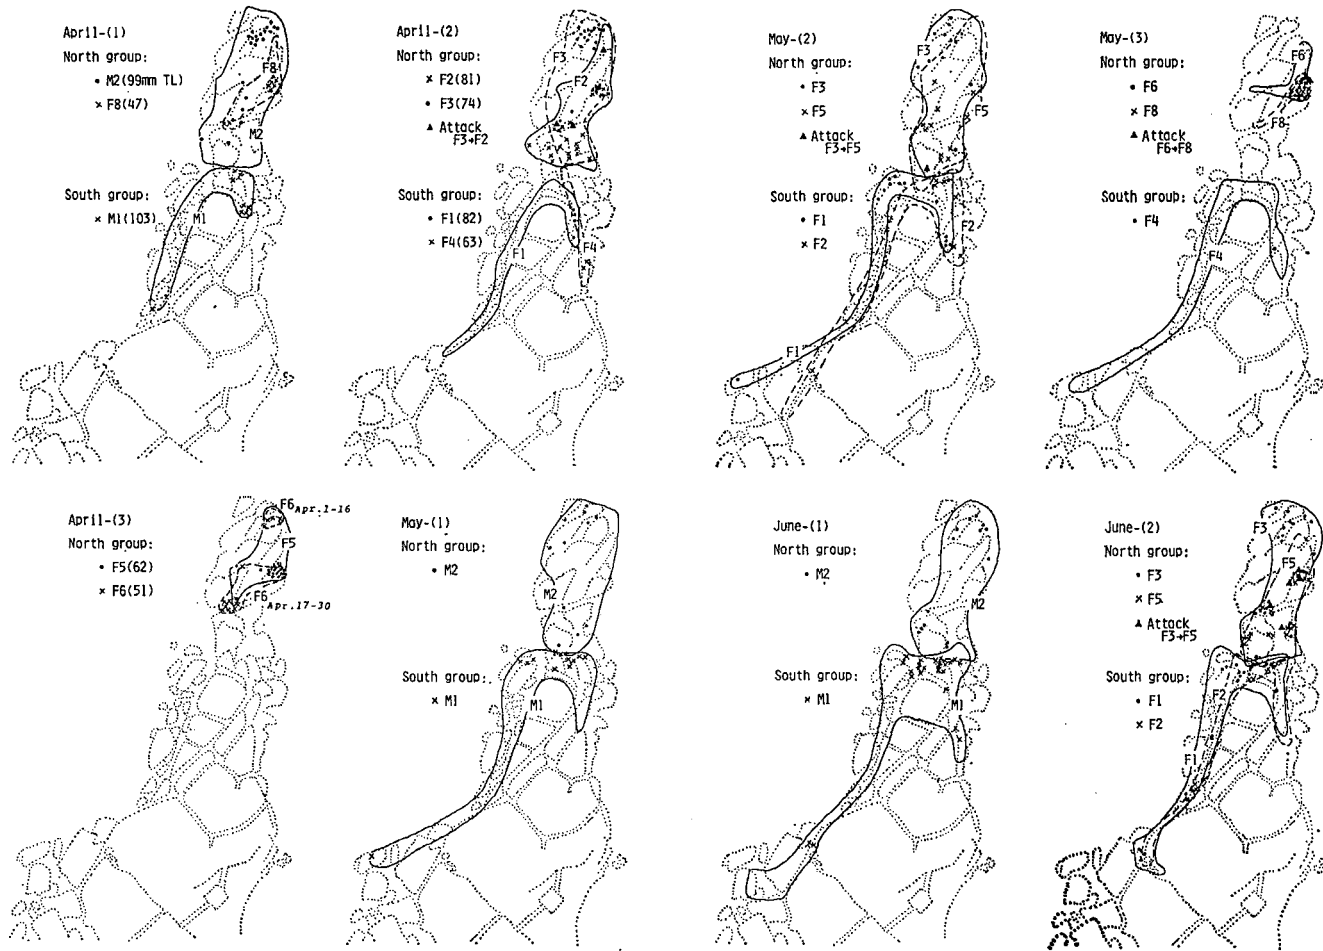 April-(1)
North group:
• M2(99mm TL)
× F8(47)
South group:
× M1(103)
F8
M2
M1
April-(2)
North group:
× F2(81)
• F3(74)
▲ Attack
F3→F2
South group:
• F1(82)
× F4(63)
F3
F2
F1
F4
May-(2)
North group:
• F3
× F5
▲ Attack
F3→F5
South group:
• F1
× F2
F3
F5
F2
F1
May-(3)
North group:
• F6
× F8
▲ Attack
F6→F8
South group:
• F4
F6
F8
F4
April-(3)
North group:
• F5(62)
× F6(51)
F6 Apr.1-16
F5
F6
Apr.17-30
May-(1)
North group:
• M2
South group:
× M1
M2
M1
June-(1)
North group:
• M2
South group:
× M1
M2
M1
June-(2)
North group:
• F3
× F5
▲ Attack
F3→F5
South group:
• F1
× F2
F3
F5
F2
F1